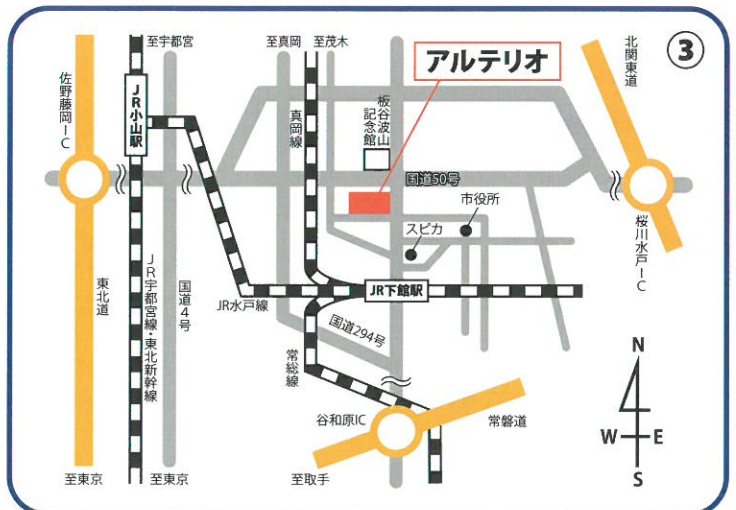 ③
至宇都宮
至真岡
至茂木
アルテリオ
北関東道
佐野藤岡IC
JR小山駅
真岡線
板谷波山
記念館
国道50号
市役所
スピカ
桜川水戸IC
東北道
JR宇都宮線・東北新幹線
国道4号
JR水戸線
JR下館駅
国道294号
常総線
谷和原IC
常磐道
至東京
至東京
至取手
N
W
E
S